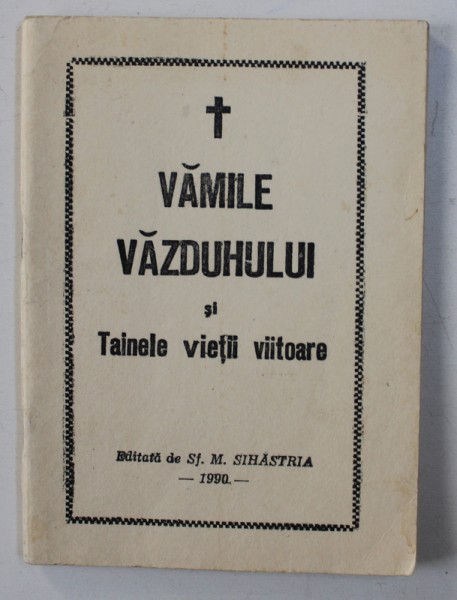 VĂMILE
VĂZDUHULUI
și
Tainele vieții viitoare
Editată de Sf. M. SIHĂSTRIA
— 1990.—